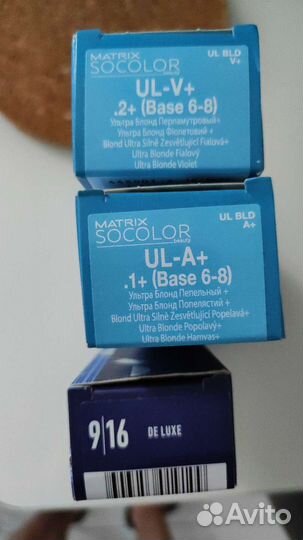 MATRIX
SOCOLOR
beauty
UL BLD
V+
UL-V+
.2+ (Base 6-8)
Ультра Блонд Перламутровый+
Ультра Блонд Фіолетовий +
Blond Ultra Silně Zesvětlující Fialová+
Ultra Blonde Fialový
Ultra Blonde Violet
MATRIX
SOCOLOR
beauty
UL BLD
A+
UL-A+
.1+ (Base 6-8)
Ультра Блонд Пепельный +
Ультра Блонд Попелястий +
Blond Ultra Silně Zesvětlující Popelavá+
Ultra Blonde Popolavý+
Ultra Blonde Hamvas+
9|16 DE LUXE
Avito